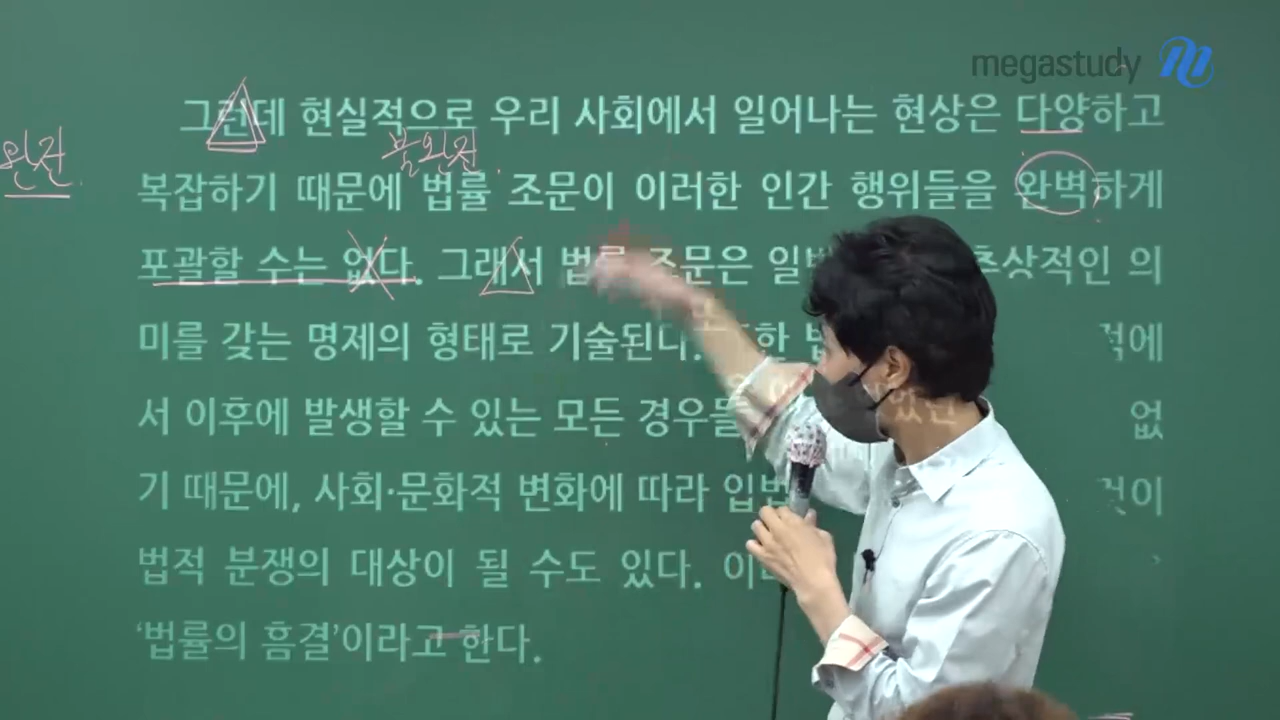 megastudy
그런데 현실적으로 우리 사회에서 일어나는 현상은 다양하고
완전
불완전
복잡하기 때문에 법률 조문이 이러한 인간 행위들을 완벽하게
포괄할 수는 없다. 그래서 법률 조문은 추상적인 의
미를 갖는 명제의 형태로 기술된다.
서 이후에 발생할 수 있는 모든 없
기 때문에, 사회·문화적 변화에 따라
법적 분쟁의 대상이 될 수도 있다.
‘법률의 흠결’이라고 한다.